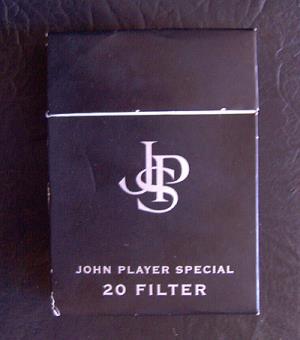 JPS
JOHN PLAYER SPECIAL
20 FILTER